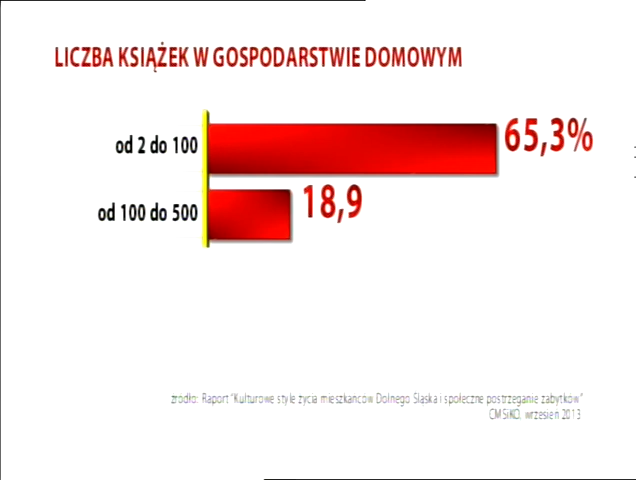 LICZBA KSIĄŻEK W GOSPODARSTWIE DOMOWYM
od 2 do 100 65,3%
od 100 do 500 18,9
źródło: Raport "Kulturowe style życia mieszkańców Dolnego Śląska i społeczne postrzeganie zabytków"
CMSiKO, wrzesień 2013